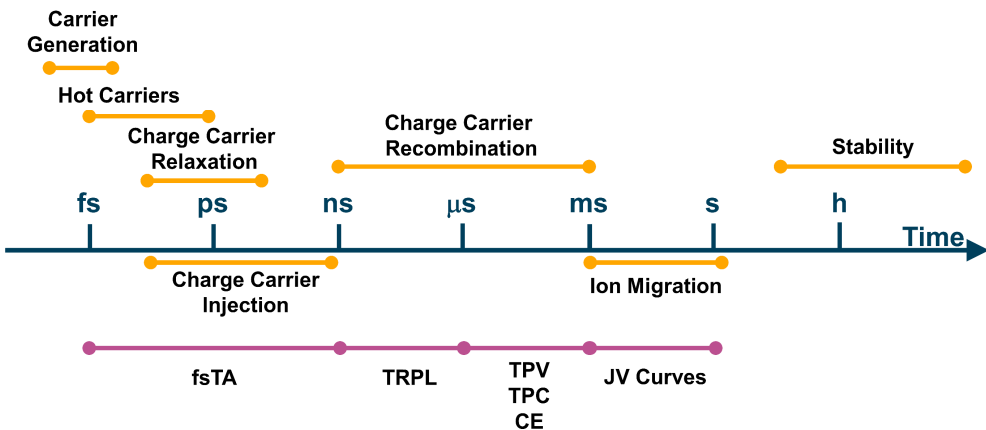 Carrier
Generation
Hot Carriers
Charge Carrier
Relaxation
Charge Carrier
Recombination
Stability
fs ps ns μs ms s h
Time
Charge Carrier
Injection
Ion Migration
fsTA
TRPL
TPV
TPC
CE
JV Curves